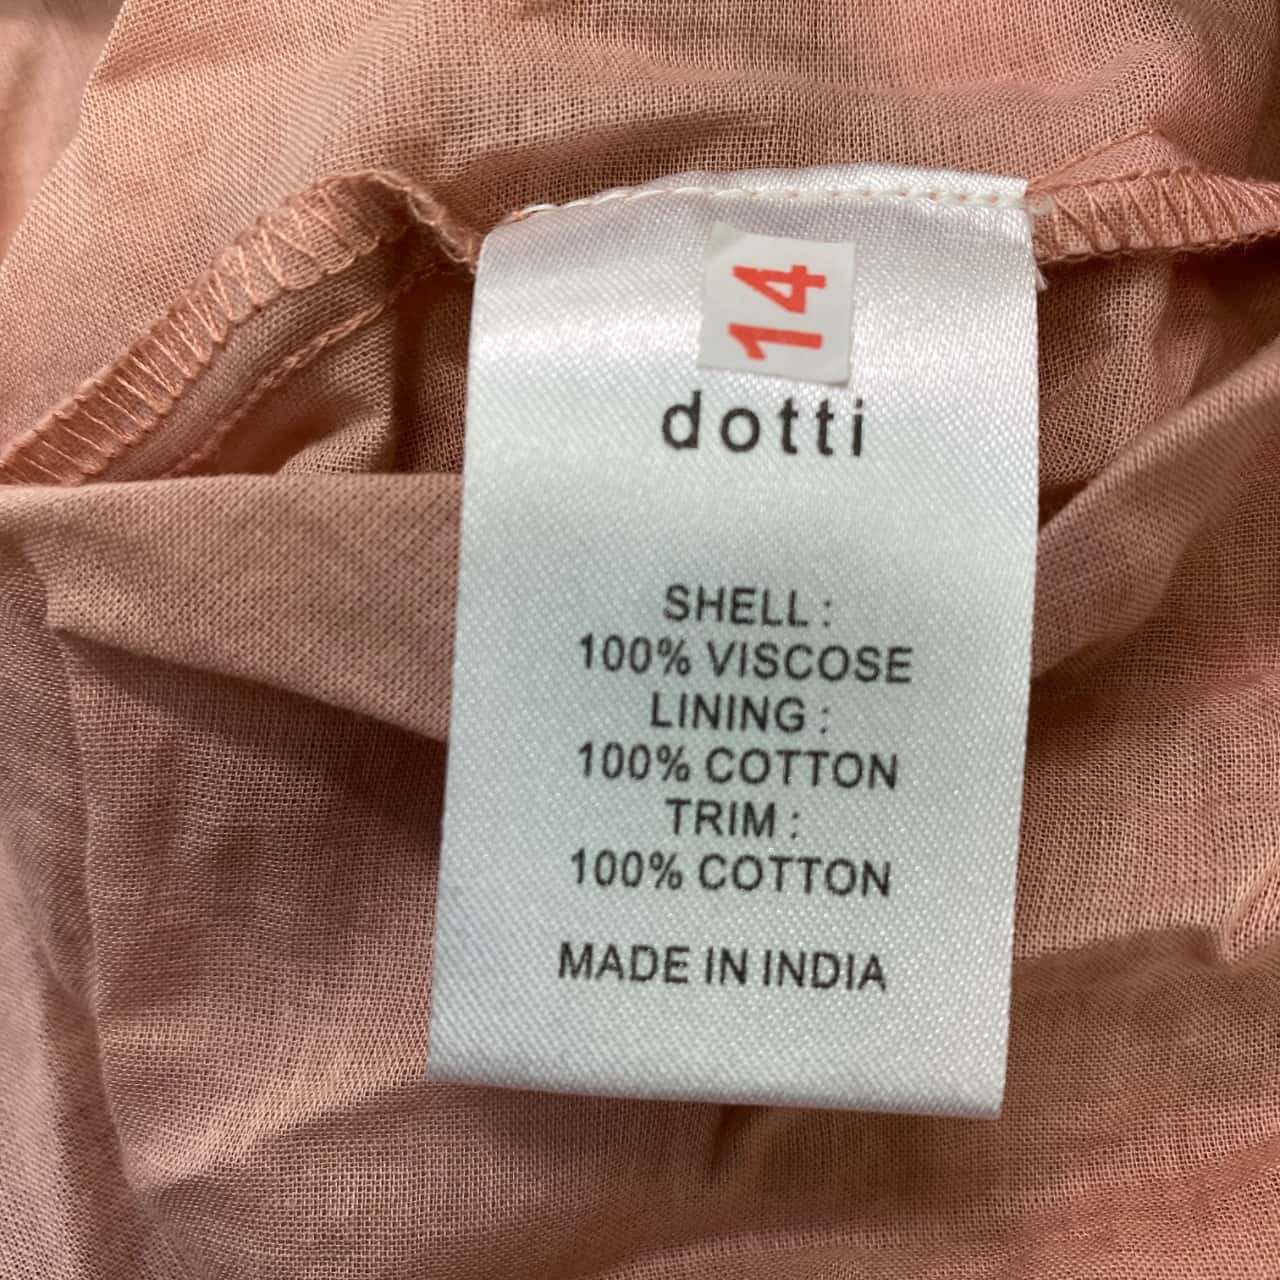 14
dotti
SHELL :
100% VISCOSE
LINING :
100% COTTON
TRIM :
100% COTTON
MADE IN INDIA